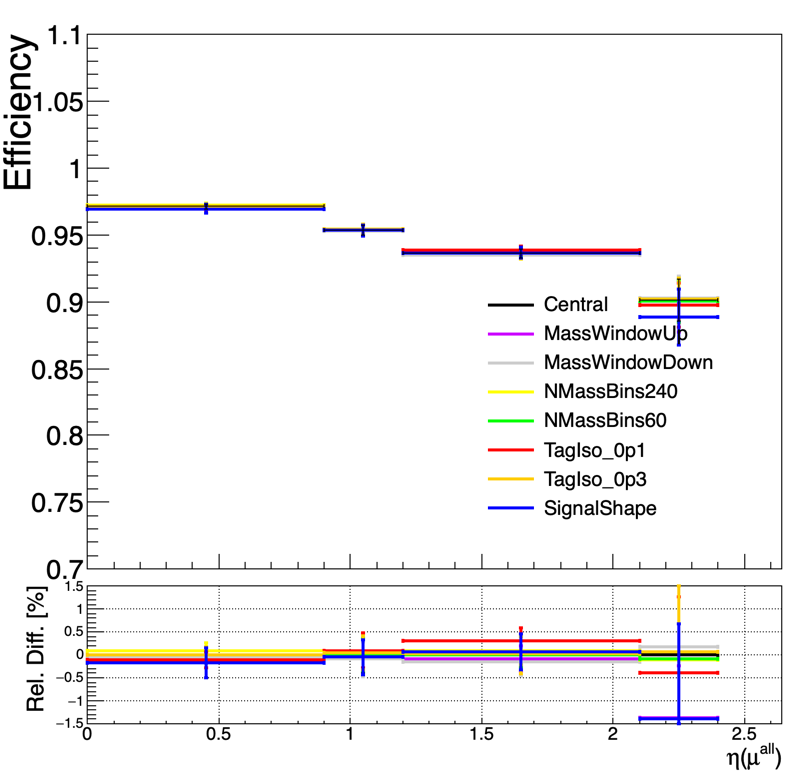 Efficiency
1.1
1.05
1
0.95
0.9
0.85
0.8
0.75
0.7
Central
MassWindowUp
MassWindowDown
NMassBins240
NMassBins60
TagIso_0p1
TagIso_0p3
SignalShape
Rel. Diff. [%]
1.5
1
0.5
0
−0.5
−1
−1.5
0 0.5 1 1.5 2 2.5
η(μ^all)